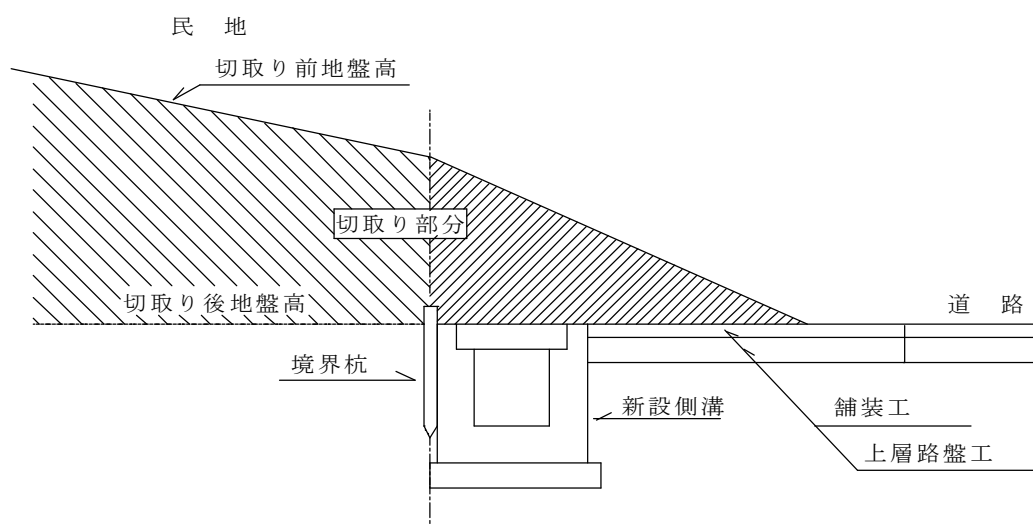 民 地
切取り前地盤高
切取り部分
切取り後地盤高
道 路
境界杭
新設側溝
舗装工
上層路盤工